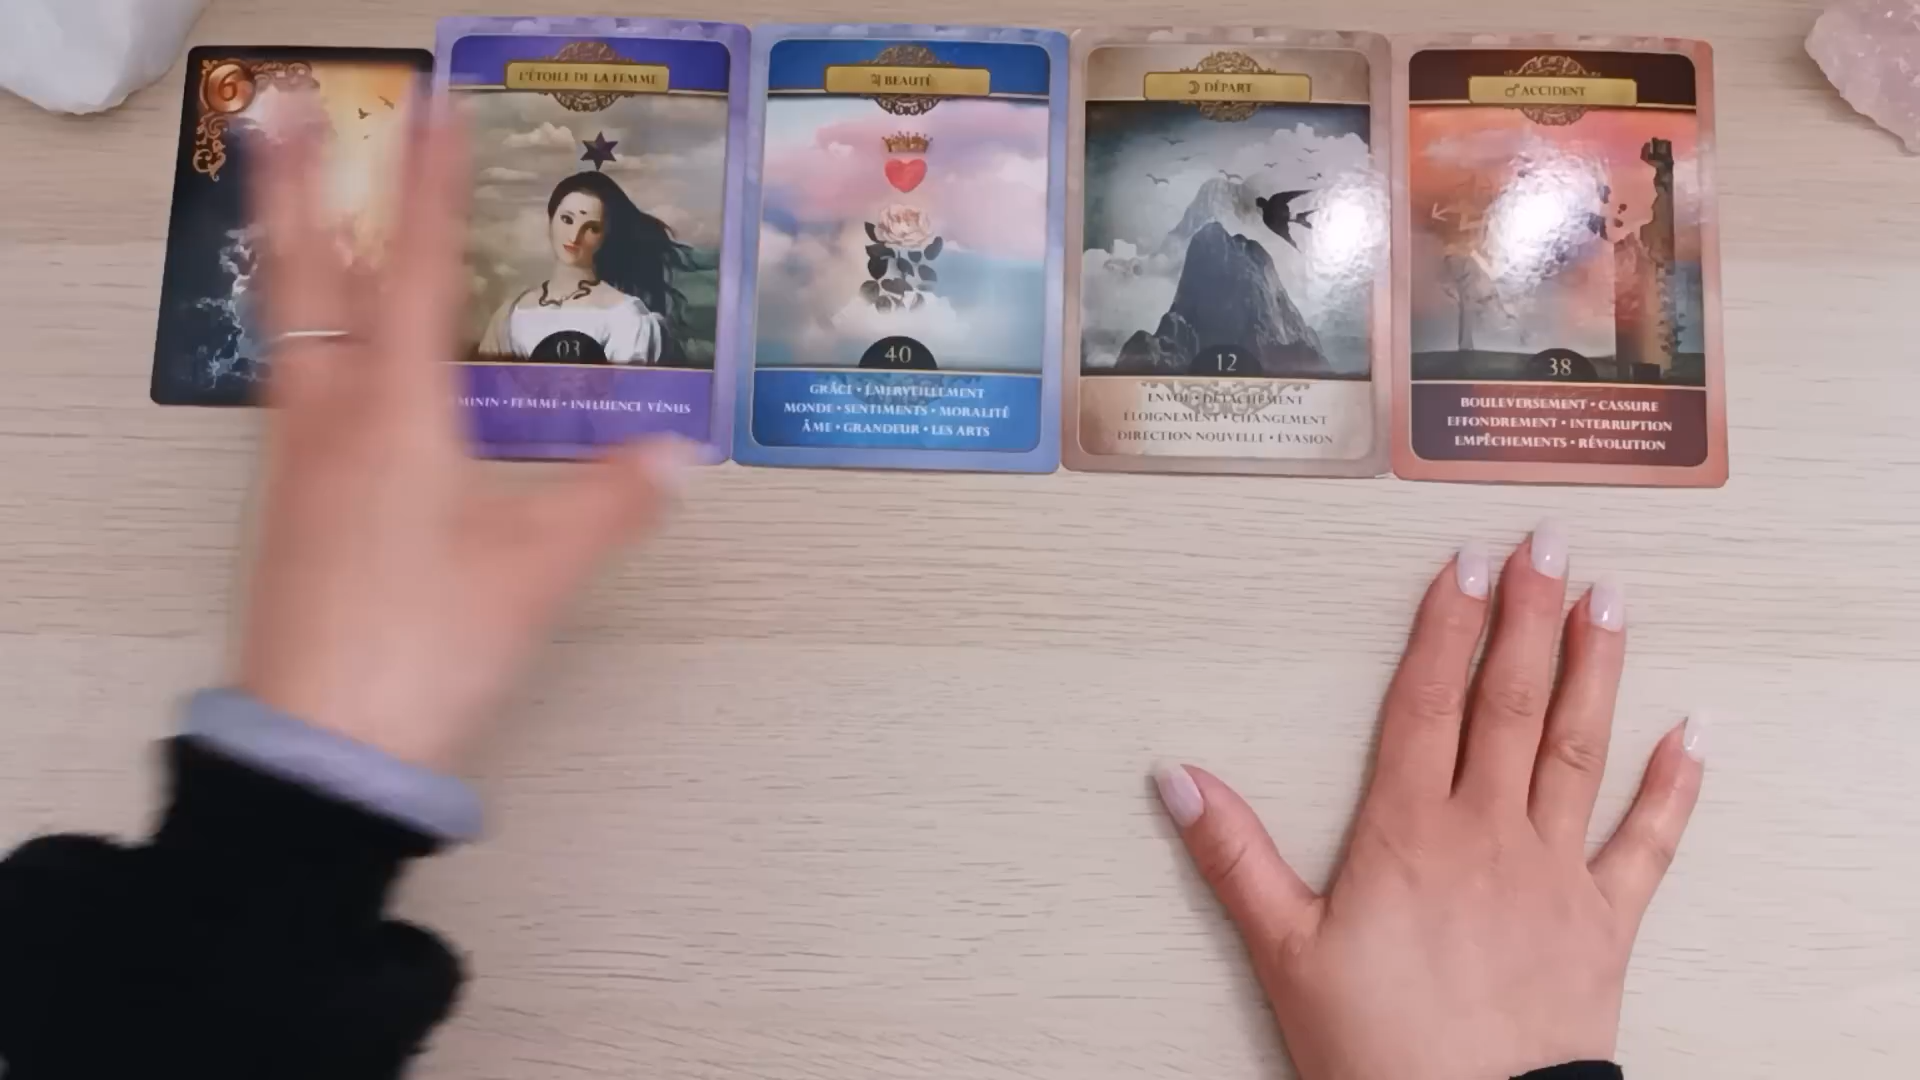 6
L'ÉTOILE DE LA FEMME
03
FEMME • INFLUENCE VÉNUS
♃ BEAUTÉ
40
GRÂCE • ÉMERVEILLEMENT
MONDE • SENTIMENTS • MORALITÉ
ÂME • GRANDEUR • LES ARTS
☽ DÉPART
12
ENVOL • DÉTACHEMENT
ÉLOIGNEMENT • CHANGEMENT
DIRECTION NOUVELLE • ÉVASION
♂ ACCIDENT
38
BOULEVERSEMENT • CASSURE
EFFONDREMENT • INTERRUPTION
EMPÊCHEMENTS • RÉVOLUTION